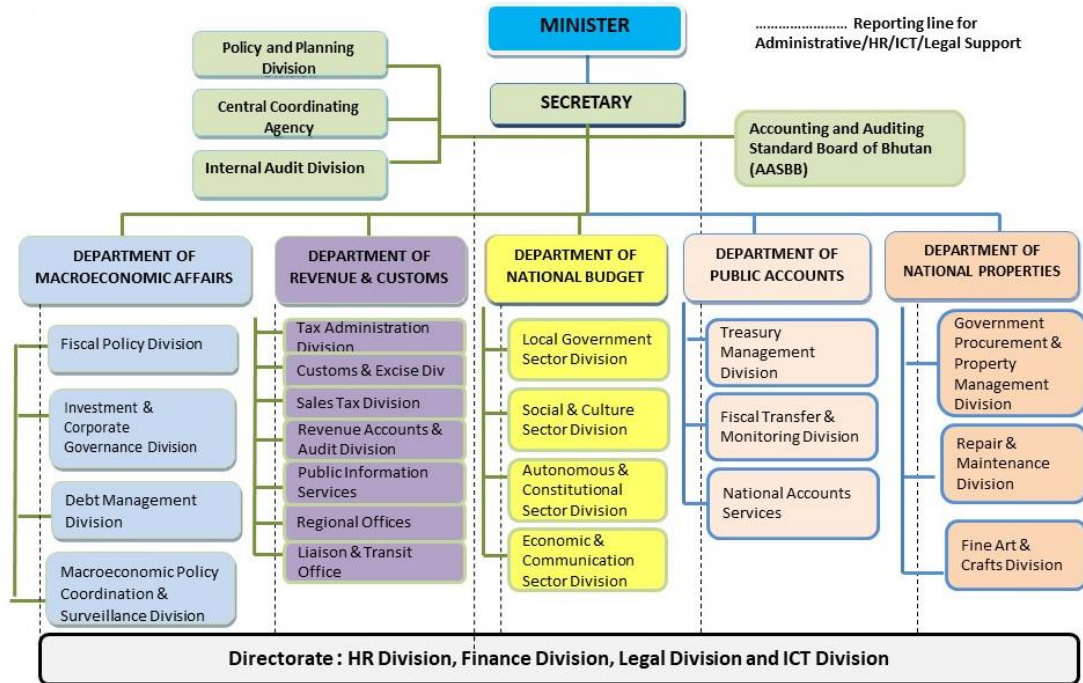 MINISTER
…………………… Reporting line for
Administrative/HR/ICT/Legal Support
Policy and Planning
Division
SECRETARY
Central Coordinating
Agency
Accounting and Auditing
Standard Board of Bhutan
(AASBB)
Internal Audit Division
DEPARTMENT OF
MACROECONOMIC AFFAIRS
Fiscal Policy Division
Investment &
Corporate
Governance Division
Debt Management
Division
Macroeconomic Policy
Coordination &
Surveillance Division
DEPARTMENT OF
REVENUE & CUSTOMS
Tax Administration
Division
Customs & Excise Div
Sales Tax Division
Revenue Accounts &
Audit Division
Public Information
Services
Regional Offices
Liaison & Transit
Office
DEPARTMENT OF
NATIONAL BUDGET
Local Government
Sector Division
Social & Culture
Sector Division
Autonomous &
Constitutional
Sector Division
Economic &
Communication
Sector Division
DEPARTMENT OF
PUBLIC ACCOUNTS
Treasury
Management
Division
Fiscal Transfer &
Monitoring Division
National Accounts
Services
DEPARTMENT OF
NATIONAL PROPERTIES
Government
Procurement &
Property
Management
Division
Repair &
Maintenance
Division
Fine Art &
Crafts Division
Directorate : HR Division, Finance Division, Legal Division and ICT Division